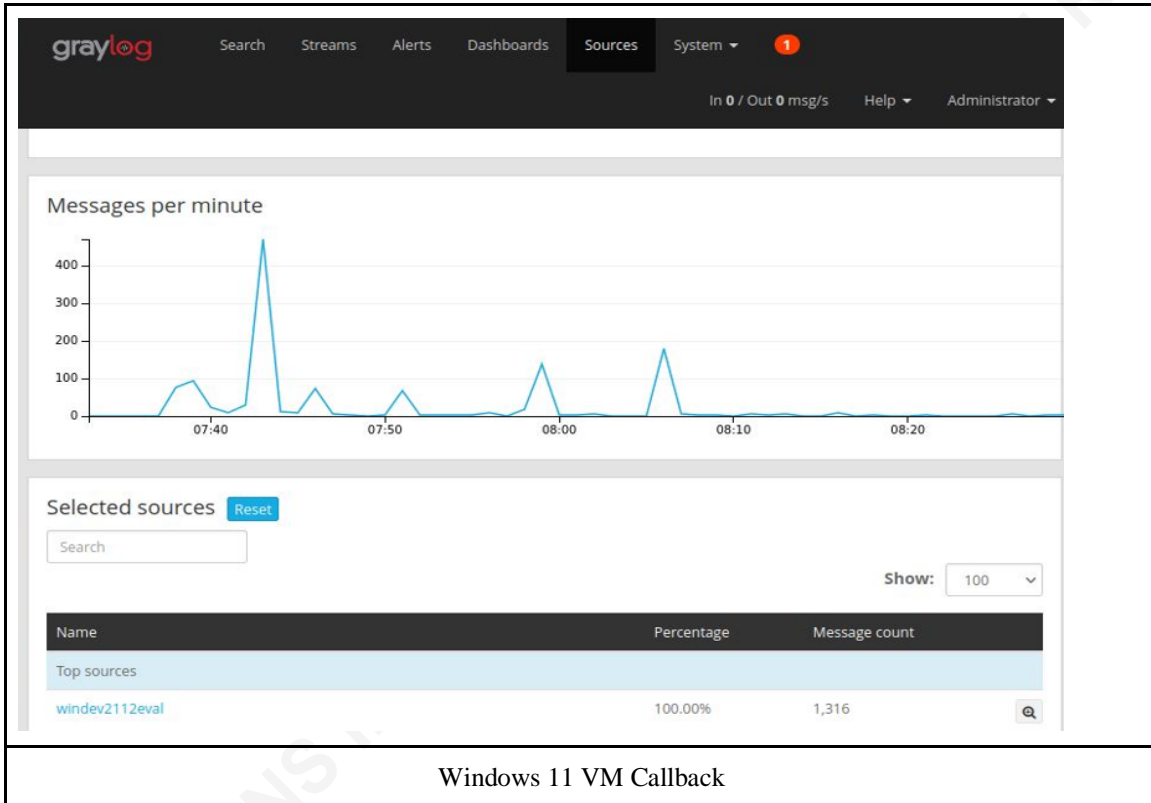 graylog Search Streams Alerts Dashboards Sources System 1
In 0 / Out 0 msg/s Help Administrator
Messages per minute
400
300
200
100
0
07:40 07:50 08:00 08:10 08:20
Selected sources Reset
Search
Show: 100
Name Percentage Message count
Top sources
windev2112eval 100.00% 1,316
Windows 11 VM Callback